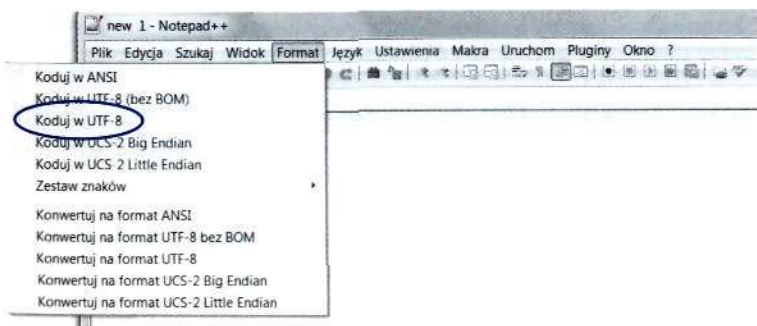 new 1 - Notepad++
Plik Edycja Szukaj Widok Format Język Ustawienia Makra Uruchom Pluginy Okno ?
Koduj w ANSI
Koduj w UTF-8 (bez BOM)
Koduj w UTF-8
Koduj w UCS-2 Big Endian
Koduj w UCS-2 Little Endian
Zestaw znaków
Konwertuj na format ANSI
Konwertuj na format UTF-8 bez BOM
Konwertuj na format UTF-8
Konwertuj na format UCS-2 Big Endian
Konwertuj na format UCS-2 Little Endian